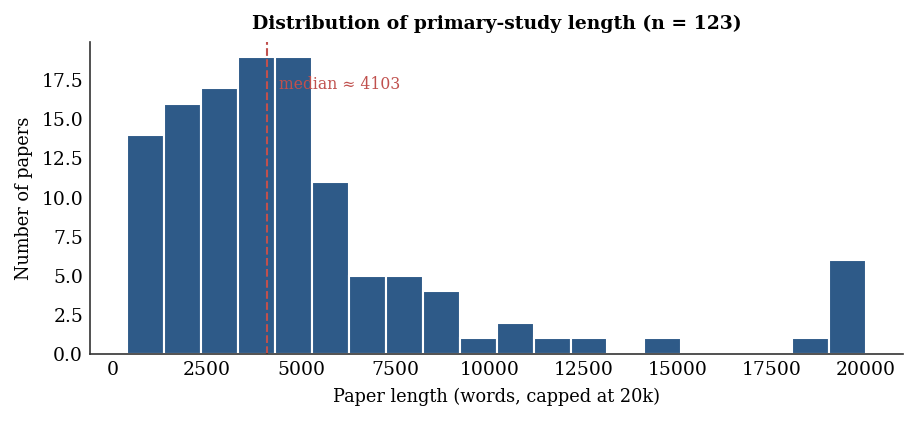 Distribution of primary-study length (n = 123)
median ≈ 4103
Number of papers
17.5
15.0
12.5
10.0
7.5
5.0
2.5
0.0
0 2500 5000 7500 10000 12500 15000 17500 20000
Paper length (words, capped at 20k)